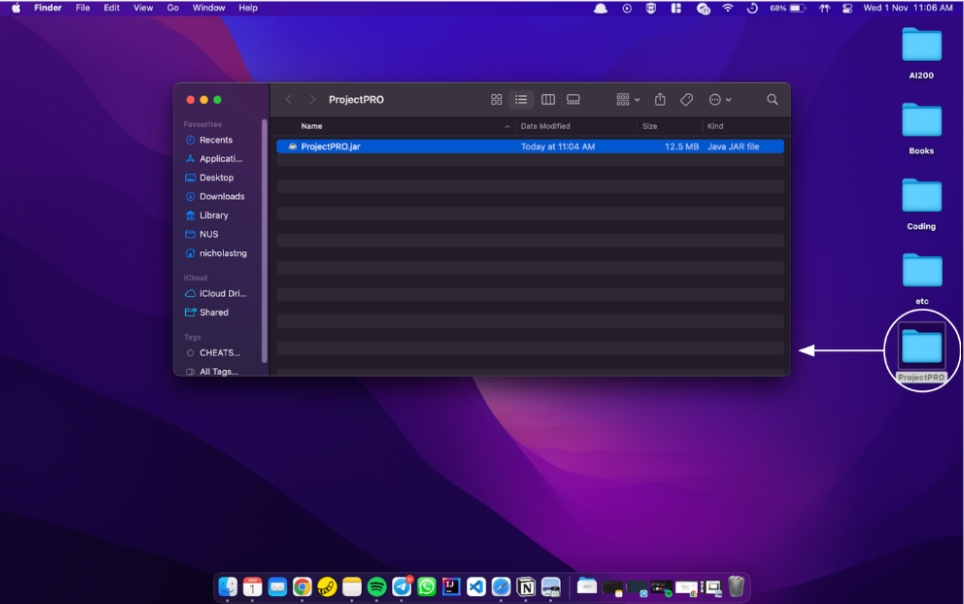 Finder File Edit View Go Window Help 68% Wed 1 Nov 11:06 AM
AI200
Books
Coding
etc
ProjectPRO
ProjectPRO
Favourites
Recents
Applicati...
Desktop
Downloads
Library
NUS
nicholastng
iCloud
iCloud Dri...
Shared
Tags
CHEATS...
All Tags...
Name Date Modified Size Kind
ProjectPRO.jar Today at 11:04 AM 12.5 MB Java JAR file